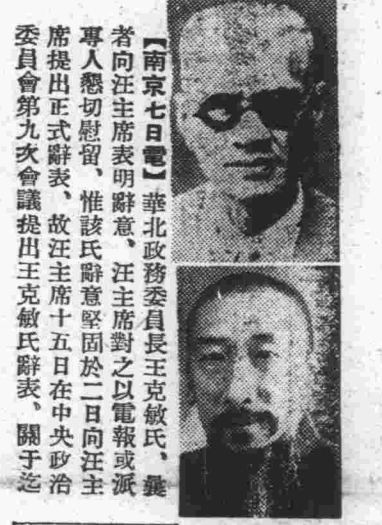 【南京七日電】華北政務委員長王克敏氏、曩
者向汪主席表明辭意、汪主席對之以電報或派
專人懇切慰留、惟該氏辭意堅固於二日向汪主
席提出正式辭表、故汪主席十五日在中央政治
委員會第九次會議提出王克敏氏辭表、關于迄